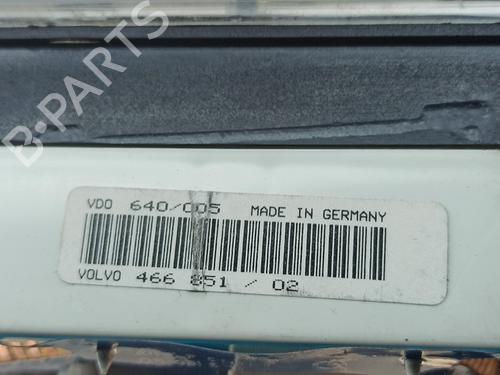 B-PARTS
VDO 640/005 MADE IN GERMANY
VOLVO 466 851 / 02